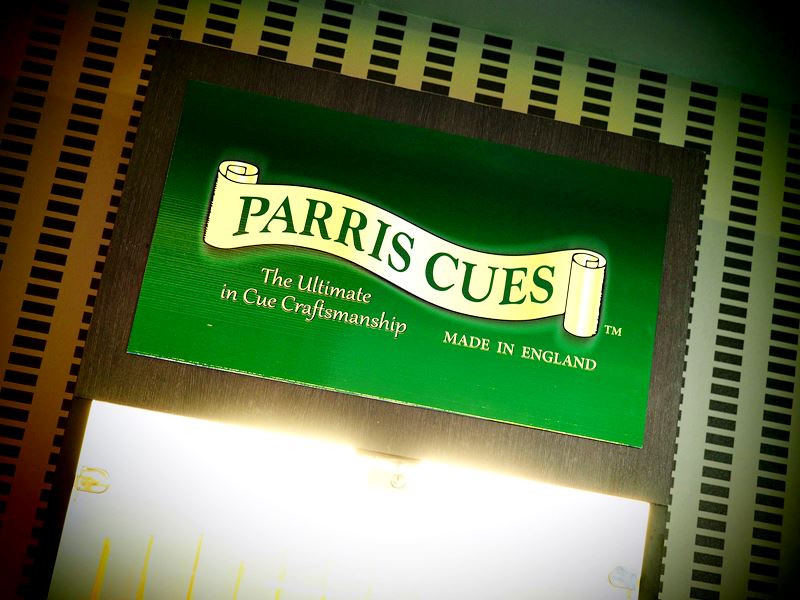 PARRIS CUES
TM
The Ultimate
in Cue Craftsmanship
MADE IN ENGLAND